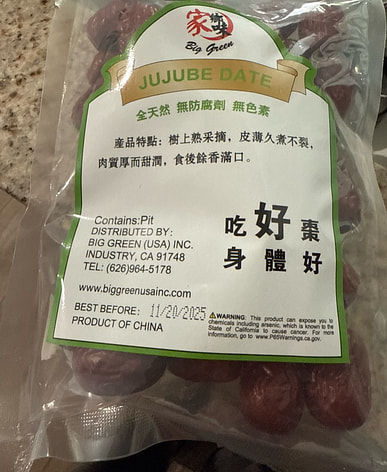 家鄉味
Big Green
JUJUBE DATE
全天然 無防腐劑 無色素
産品特點：樹上熟采摘，皮薄久煮不裂，
肉質厚而甜潤，食後餘香滿口。
吃好棗
身體好
Contains:Pit
DISTRIBUTED BY:
BIG GREEN (USA) INC.
INDUSTRY, CA 91748
TEL: (626)964-5178
www.biggreenusainc.com
BEST BEFORE: 11/20/2025
PRODUCT OF CHINA
WARNING: This product can expose you to
chemicals including arsenic, which is known to the
State of California to cause cancer. For more
information, go to www.P65Warnings.ca.gov.